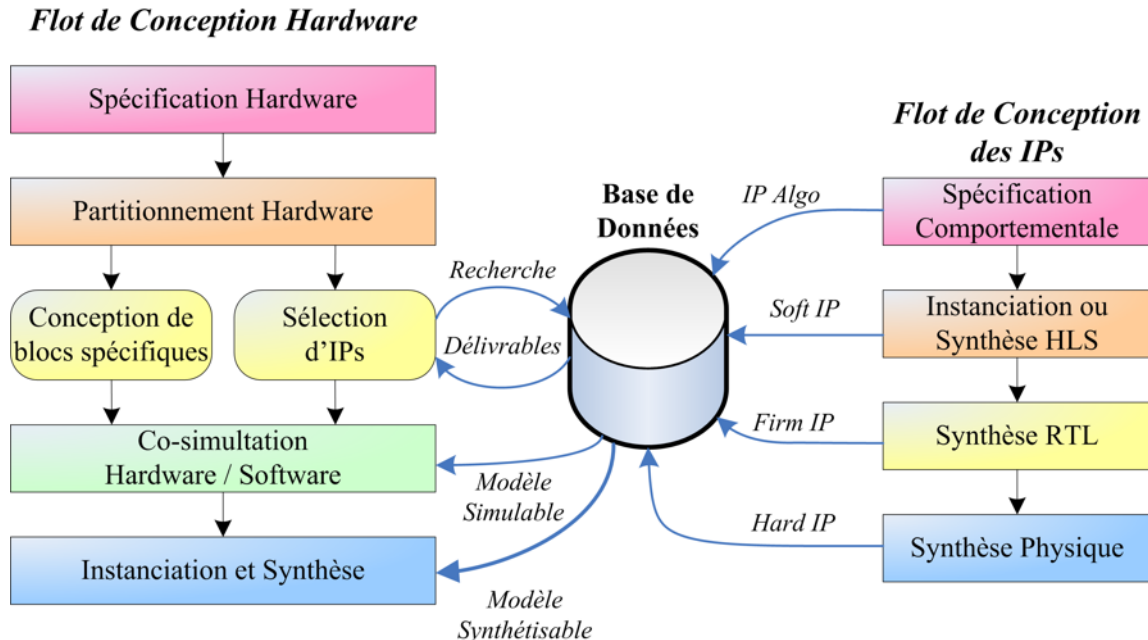 Flot de Conception Hardware
Spécification Hardware
Partitionnement Hardware
Conception de
blocs spécifiques
Sélection
d'IPs
Co-simultation
Hardware / Software
Instanciation et Synthèse
Recherche
Délivrables
Modèle
Simulable
Modèle
Synthétisable
Base de
Données
IP Algo
Soft IP
Firm IP
Hard IP
Flot de Conception
des IPs
Spécification
Comportementale
Instanciation ou
Synthèse HLS
Synthèse RTL
Synthèse Physique